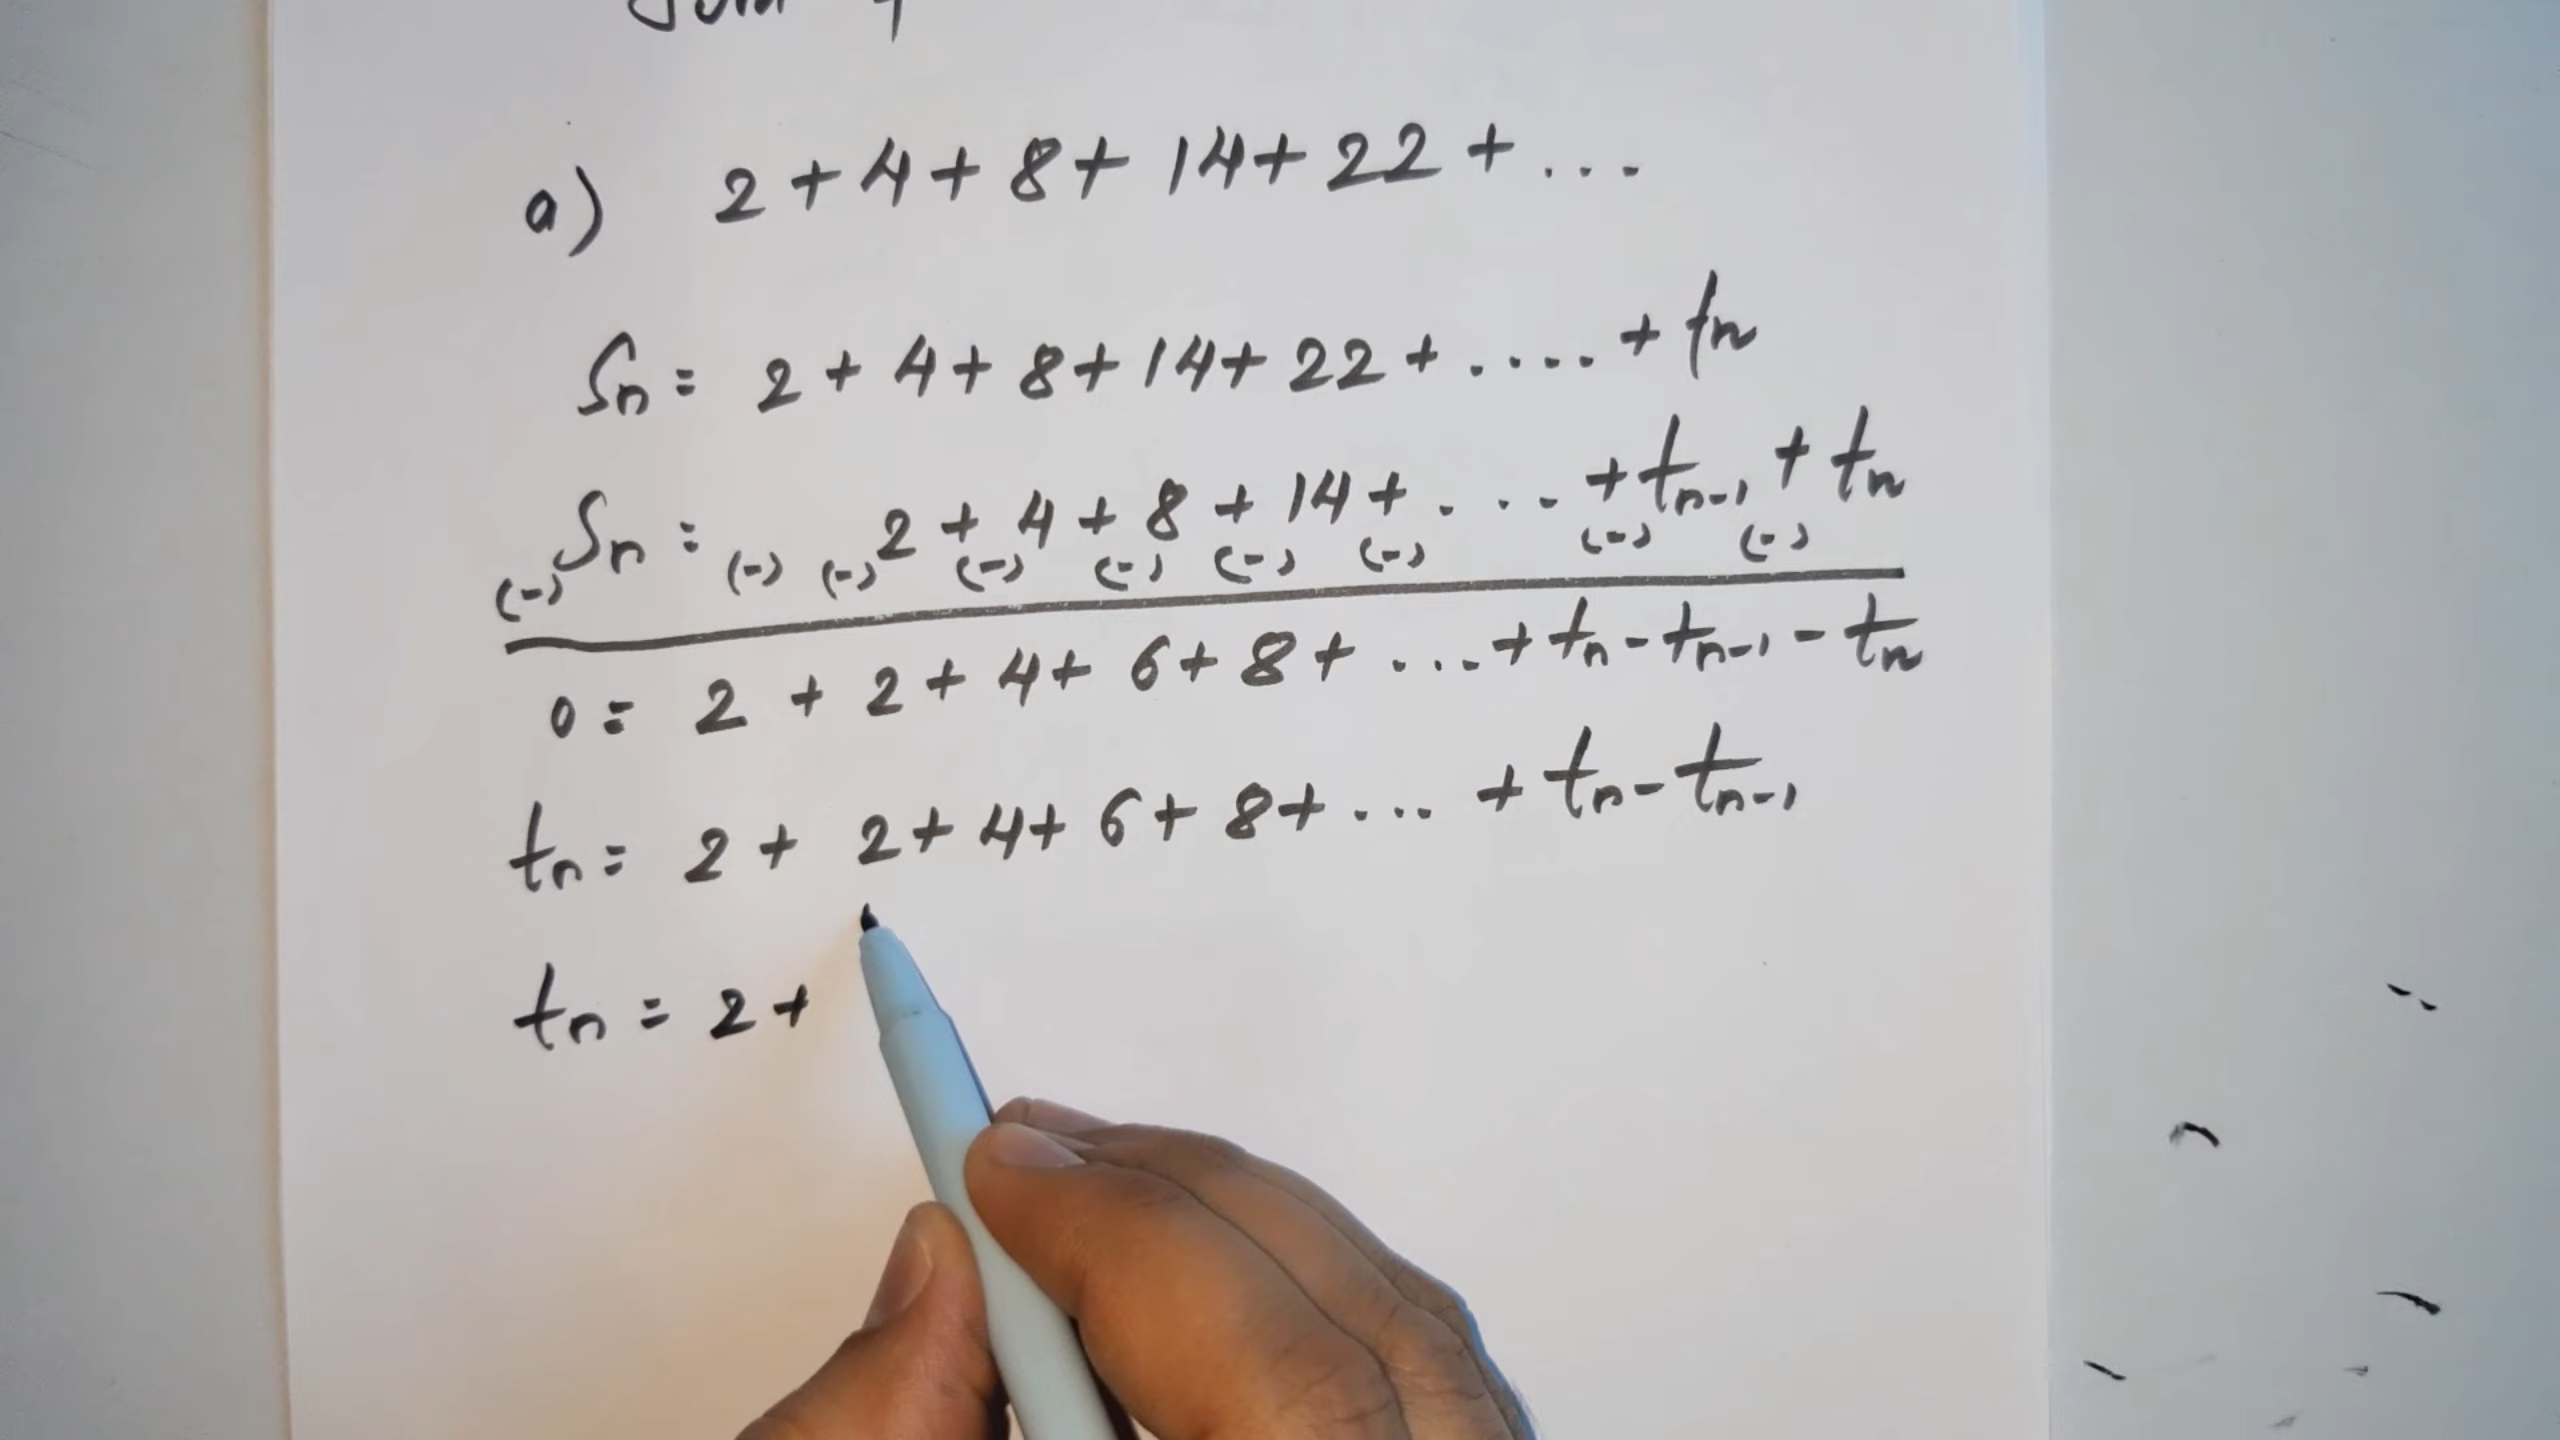 a) 2 + 4 + 8 + 14 + 22 + ...
Sn = 2 + 4 + 8 + 14 + 22 + .... + tn
Sn = 2 + 4 + 8 + 14 + . ... + tn-1 + tn
(-) (-) (-) (-) (-) (-) (-) (-) (-)
0 = 2 + 2 + 4 + 6 + 8 + ... + tn - tn-1 - tn
tn = 2 + 2 + 4 + 6 + 8 + ... + tn - tn-1
tn = 2 +